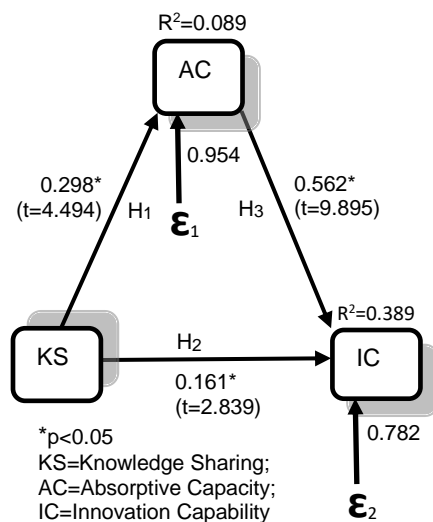 R²=0.089
AC
0.954
0.298*
(t=4.494)
H₁
ε₁
H₃
0.562*
(t=9.895)
R²=0.389
KS
H₂
0.161*
(t=2.839)
IC
0.782
ε₂
*p<0.05
KS=Knowledge Sharing;
AC=Absorptive Capacity;
IC=Innovation Capability